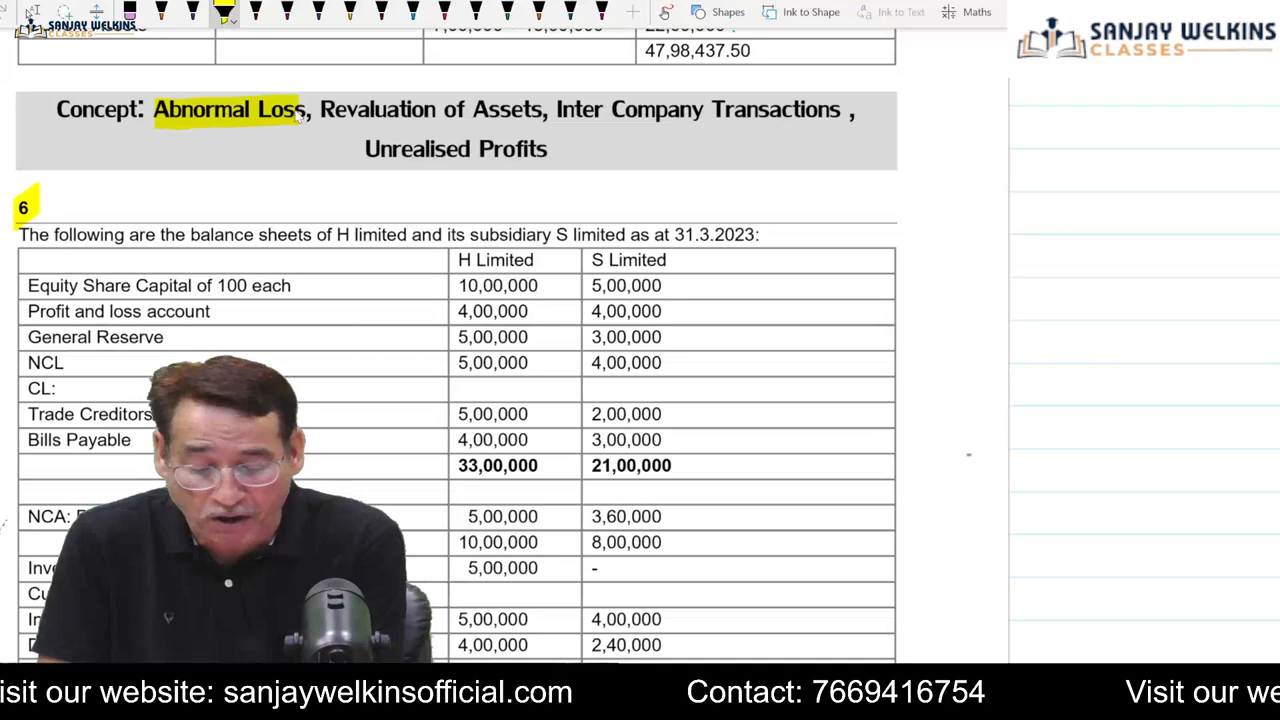 Shapes
Ink to Shape
Ink to Text
Maths
SANJAY WELKINS
CLASSES
SANJAY WELKINS
CLASSES
47,98,437.50
Concept: Abnormal Loss, Revaluation of Assets, Inter Company Transactions ,
Unrealised Profits
6
The following are the balance sheets of H limited and its subsidiary S limited as at 31.3.2023:
H Limited S Limited
Equity Share Capital of 100 each 10,00,000 5,00,000
Profit and loss account 4,00,000 4,00,000
General Reserve 5,00,000 3,00,000
NCL 5,00,000 4,00,000
CL:
Trade Creditors 5,00,000 2,00,000
Bills Payable 4,00,000 3,00,000
33,00,000 21,00,000
NCA: 5,00,000 3,60,000
10,00,000 8,00,000
5,00,000 -
5,00,000 4,00,000
4,00,000 2,40,000
isit our website: sanjaywelkinsofficial.com Contact: 7669416754 Visit our we